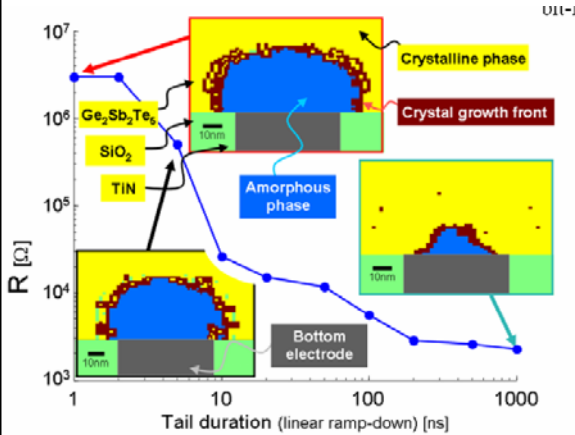 10⁷
10⁶
10⁵
10⁴
10³
R [Ω]
Crystalline phase
Ge₂Sb₂Te₅
Crystal growth front
SiO₂
10nm
TiN
Amorphous phase
10nm
10nm
Bottom electrode
1 10 100 1000
Tail duration (linear ramp-down) [ns]